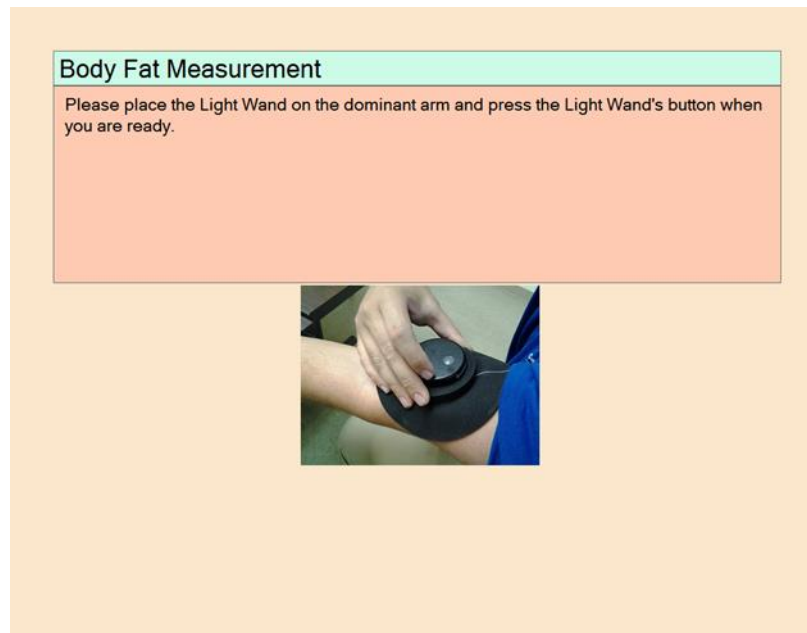 Body Fat Measurement
Please place the Light Wand on the dominant arm and press the Light Wand's button when
you are ready.